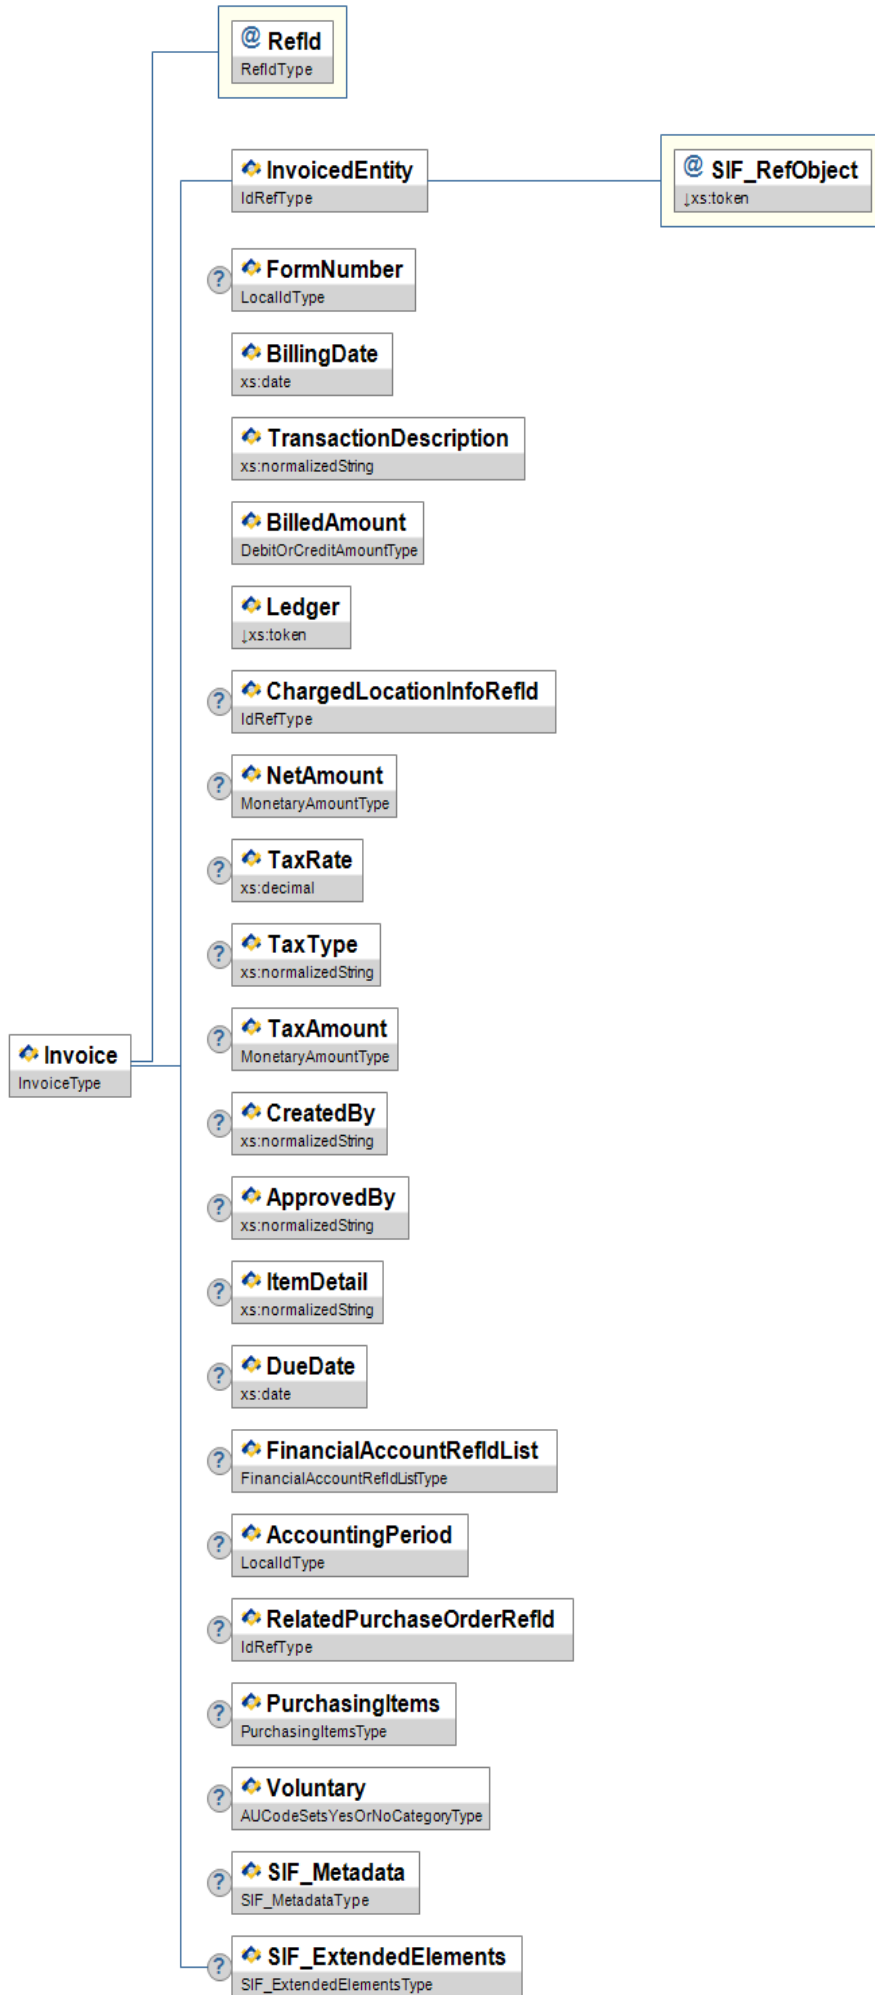 @ RefId
RefIdType
InvoicedEntity
IdRefType
@ SIF_RefObject
↓xs:token
? FormNumber
LocalIdType
BillingDate
xs:date
TransactionDescription
xs:normalizedString
BilledAmount
DebitOrCreditAmountType
Ledger
↓xs:token
? ChargedLocationInfoRefId
IdRefType
? NetAmount
MonetaryAmountType
? TaxRate
xs:decimal
? TaxType
xs:normalizedString
? TaxAmount
MonetaryAmountType
Invoice
InvoiceType
? CreatedBy
xs:normalizedString
? ApprovedBy
xs:normalizedString
? ItemDetail
xs:normalizedString
? DueDate
xs:date
? FinancialAccountRefIdList
FinancialAccountRefIdListType
? AccountingPeriod
LocalIdType
? RelatedPurchaseOrderRefId
IdRefType
? PurchasingItems
PurchasingItemsType
? Voluntary
AUCodeSetsYesOrNoCategoryType
? SIF_Metadata
SIF_MetadataType
? SIF_ExtendedElements
SIF_ExtendedElementsType